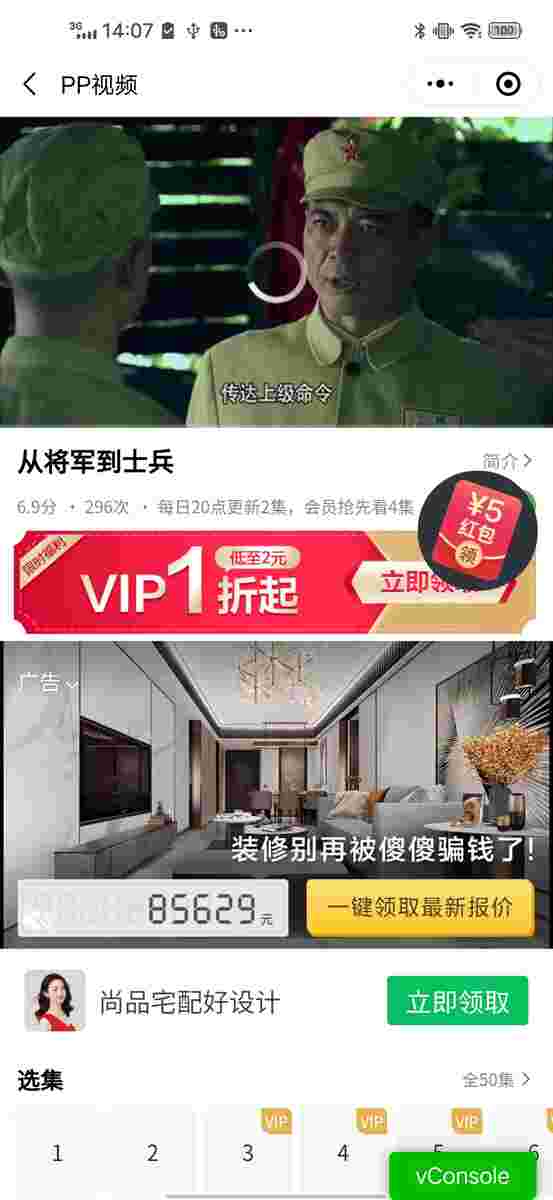 3G 14:07 100
PP视频
传达上级命令
从将军到士兵
简介
6.9分 · 296次 · 每日20点更新2集，会员抢先看4集
¥5
红包
领
限时福利
VIP1折起
低至2元
立即领取
广告
装修别再被傻傻骗钱了!
85629元
一键领取最新报价
尚品宅配好设计
立即领取
选集
全50集
1 2 3 VIP 4 VIP 5 VIP 6
vConsole